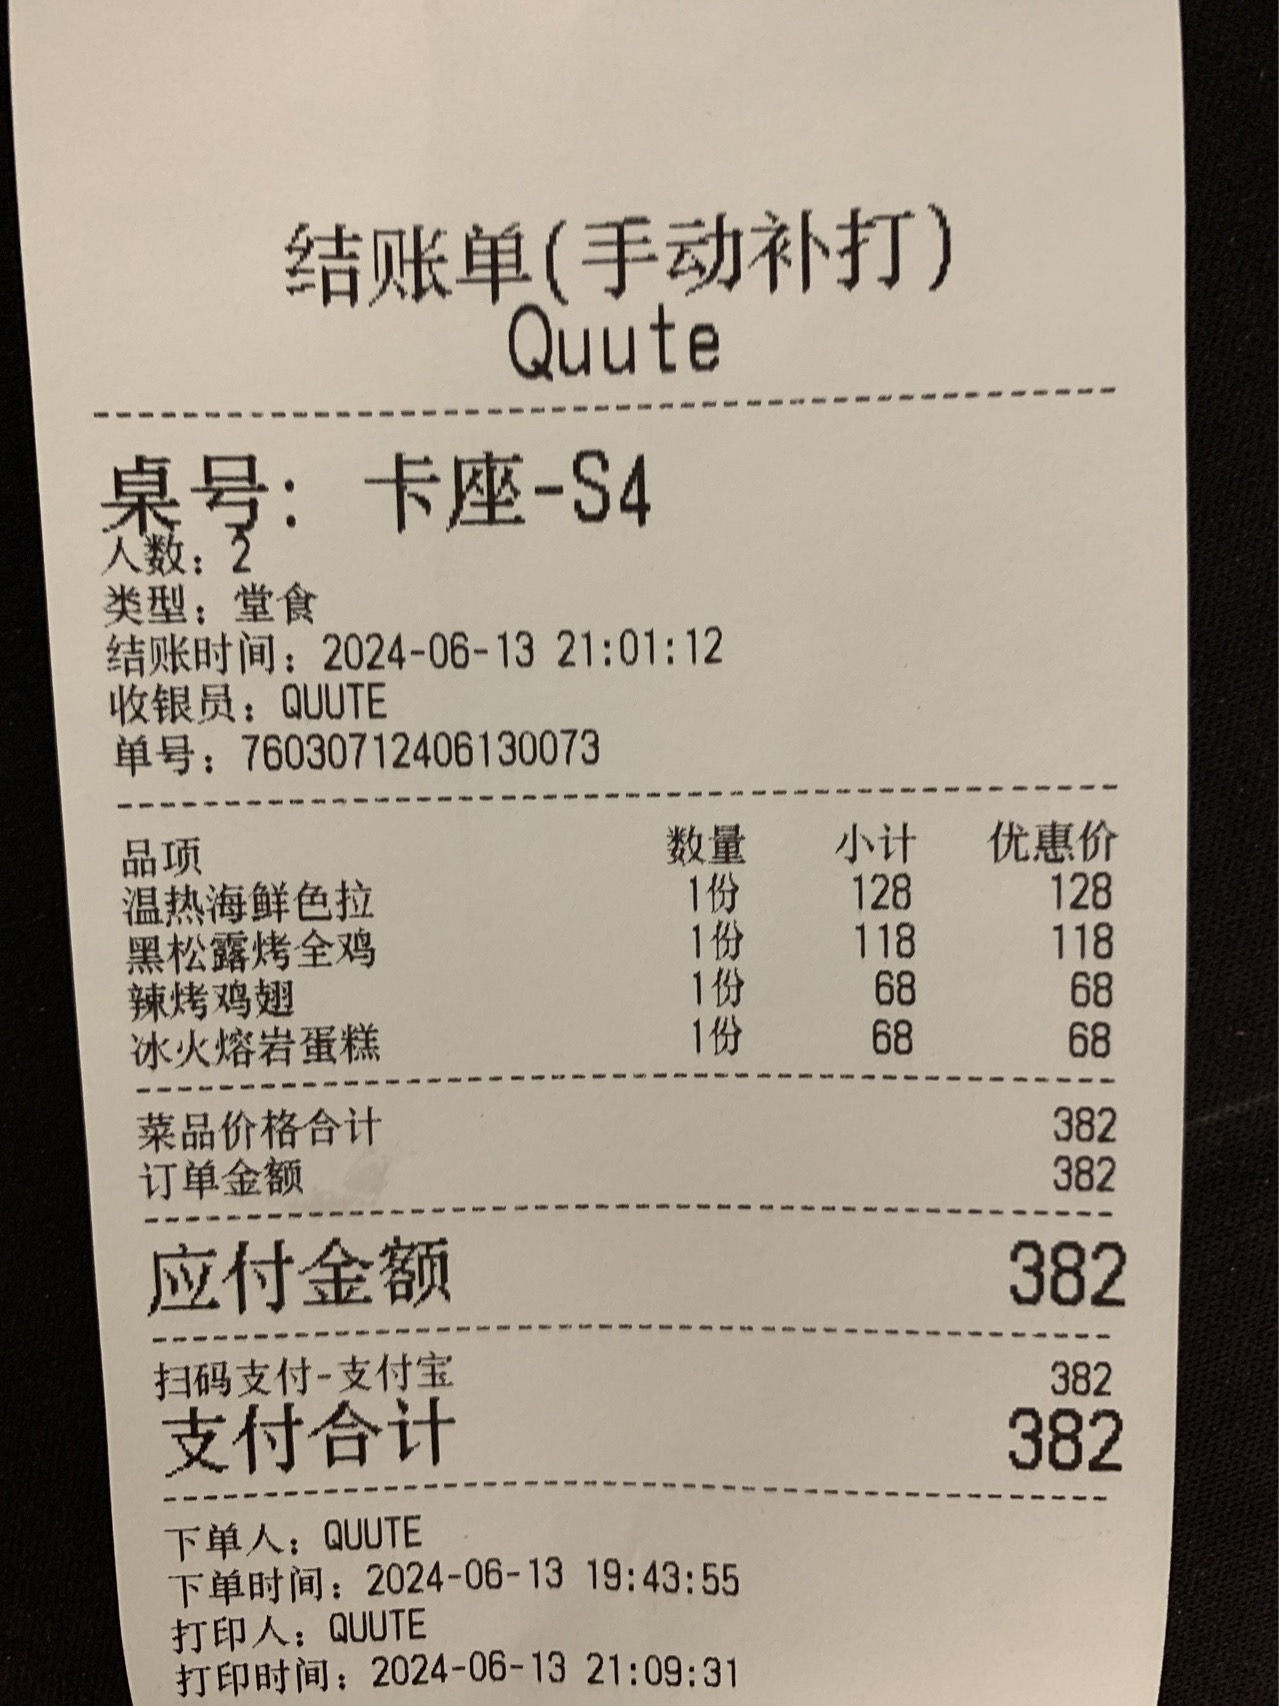 结账单(手动补打)
Quute
桌号: 卡座-S4
人数: 2
类型: 堂食
结账时间: 2024-06-13 21:01:12
收银员: QUUTE
单号: 76030712406130073
品项 数量 小计 优惠价
温热海鲜色拉 1份 128 128
黑松露烤全鸡 1份 118 118
辣烤鸡翅 1份 68 68
冰火熔岩蛋糕 1份 68 68
菜品价格合计 382
订单金额 382
应付金额 382
扫码支付-支付宝 382
支付合计 382
下单人: QUUTE
下单时间: 2024-06-13 19:43:55
打印人: QUUTE
打印时间: 2024-06-13 21:09:31